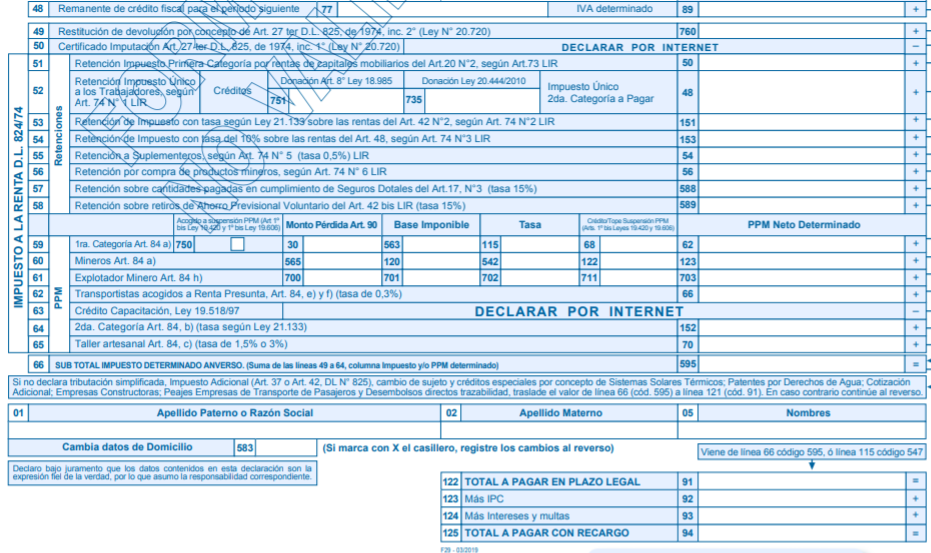 48 Remanente de crédito fiscal para el período siguiente 77 IVA determinado 89 +
49 Restitución de devolución por concepto de Art. 27 ter D.L. 825, de 1974, inc. 2° (Ley N° 20.720) 760 +
50 Certificado Imputación Art. 27 ter D.L. 825, de 1974, inc. 1° (Ley N° 20.720) DECLARAR POR INTERNET –
IMPUESTO A LA RENTA D.L. 824/74
Retenciones
51 Retención Impuesto Primera Categoría por rentas de capitales mobiliarios del Art.20 N°2, según Art.73 LIR 50 +
52 Retención Impuesto Único a los Trabajadores, según Art. 74 N° 1 LIR Créditos Donación Art. 8° Ley 18.985 751 Donación Ley 20.444/2010 735 Impuesto Único 2da. Categoría a Pagar 48 +
53 Retención de Impuesto con tasa según Ley 21.133 sobre las rentas del Art. 42 N°2, según Art. 74 N°2 LIR 151 +
54 Retención de Impuesto con tasa del 10% sobre las rentas del Art. 48, según Art. 74 N°3 LIR 153 +
55 Retención a Suplementeros, según Art. 74 N° 5 (tasa 0,5%) LIR 54 +
56 Retención por compra de productos mineros, según Art. 74 N° 6 LIR 56 +
57 Retención sobre cantidades pagadas en cumplimiento de Seguros Dotales del Art.17, N°3 (tasa 15%) 588 +
58 Retención sobre retiros de Ahorro Previsional Voluntario del Art. 42 bis LIR (tasa 15%) 589 +
PPM
Acogido a suspensión PPM (Art 1° bis Ley 19.420 y 1° bis Ley 19.606) Monto Pérdida Art. 90 Base Imponible Tasa Crédito/Tope Suspensión PPM (Arts. 1° bis Leyes 19.420 y 19.606) PPM Neto Determinado
59 1ra. Categoría Art. 84 a) 750 30 563 115 68 62 +
60 Mineros Art. 84 a) 565 120 542 122 123 +
61 Explotador Minero Art. 84 h) 700 701 702 711 703 +
62 Transportistas acogidos a Renta Presunta, Art. 84, e) y f) (tasa de 0,3%) 66 +
63 Crédito Capacitación, Ley 19.518/97 DECLARAR POR INTERNET –
64 2da. Categoría Art. 84, b) (tasa según Ley 21.133) 152 +
65 Taller artesanal Art. 84, c) (tasa de 1,5% o 3%) 70 +
66 SUB TOTAL IMPUESTO DETERMINADO ANVERSO. (Suma de las líneas 49 a 64, columna Impuesto y/o PPM determinado) 595 =
Si no declara tributación simplificada, Impuesto Adicional (Art. 37 o Art. 42, DL N° 825), cambio de sujeto y créditos especiales por concepto de Sistemas Solares Térmicos; Patentes por Derechos de Agua; Cotización
Adicional; Empresas Constructoras; Peajes Empresas de Transporte de Pasajeros y Desembolsos directos trazabilidad, traslade el valor de línea 66 (cód. 595) a línea 121 (cód. 91). En caso contrario continúe al reverso.
01 Apellido Paterno o Razón Social 02 Apellido Materno 05 Nombres
Cambia datos de Domicilio 583 (Si marca con X el casillero, registre los cambios al reverso)
Viene de línea 66 código 595, ó línea 115 código 547
Declaro bajo juramento que los datos contenidos en esta declaración son la
expresión fiel de la verdad, por lo que asumo la responsabilidad correspondiente.
122 TOTAL A PAGAR EN PLAZO LEGAL 91 =
123 Más IPC 92 +
124 Más Intereses y multas 93 +
125 TOTAL A PAGAR CON RECARGO 94 =
F29 - 03/2019